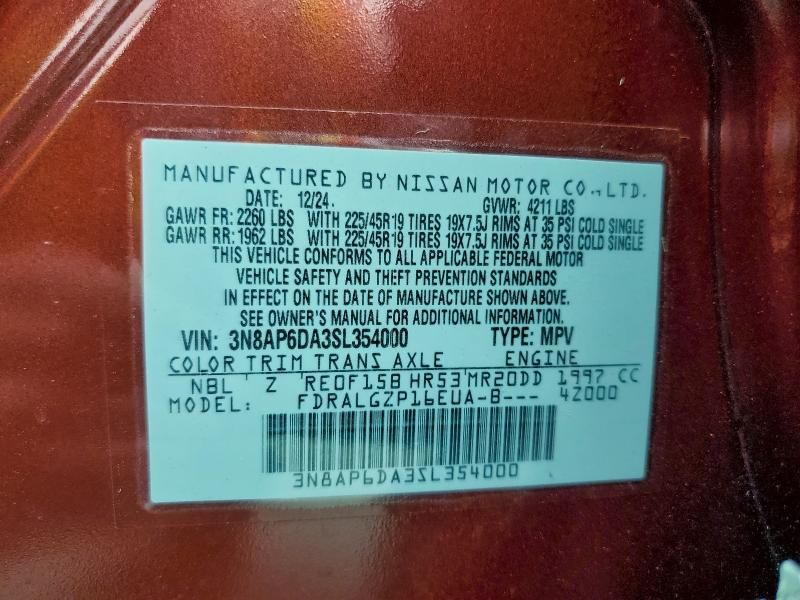 MANUFACTURED BY NISSAN MOTOR CO., LTD.
DATE: 12/24. GVWR: 4211 LBS
GAWR FR: 2260 LBS WITH 225/45R19 TIRES 19X7.5J RIMS AT 35 PSI COLD SINGLE
GAWR RR: 1962 LBS WITH 225/45R19 TIRES 19X7.5J RIMS AT 35 PSI COLD SINGLE
THIS VEHICLE CONFORMS TO ALL APPLICABLE FEDERAL MOTOR
VEHICLE SAFETY AND THEFT PREVENTION STANDARDS
IN EFFECT ON THE DATE OF MANUFACTURE SHOWN ABOVE.
SEE OWNER'S MANUAL FOR ADDITIONAL INFORMATION.
VIN: 3N8AP6DA3SL354000 TYPE: MPV
COLOR TRIM TRANS AXLE ENGINE
NBL Z RE0F15B HR53 MR20DD 1997 CC
MODEL: FDRALGZP16EUA-B--- 4Z000
3N8AP6DA3SL354000